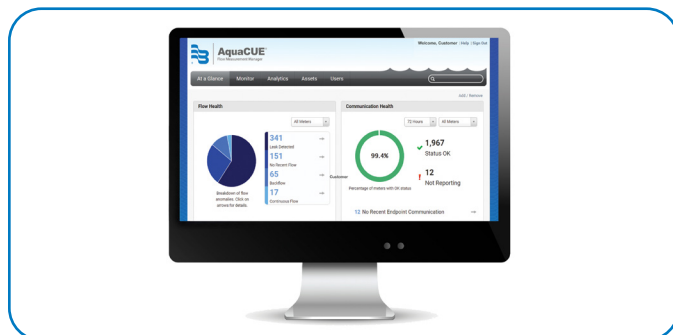 AquaCUE
Flow Measurement Manager
Welcome, Customer | Help | Sign Out
At a Glance Monitor Analytics Assets Users
Add / Remove
Flow Health
All Meters
341
Leak Detected
151
No Recent Flow
65
Backflow
17
Continuous Flow
Breakdown of flow
anomalies. Click on
arrows for details.
Customer
Communication Health
72 Hours All Meters
99.4%
1,967
Status OK
! 12
Not Reporting
Percentage of meters with OK status
12 No Recent Endpoint Communication